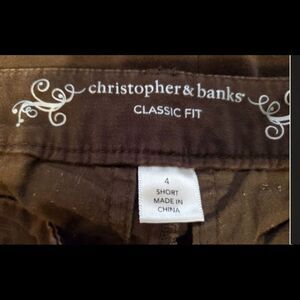 christopher & banks
CLASSIC FIT
4
SHORT
MADE IN
CHINA